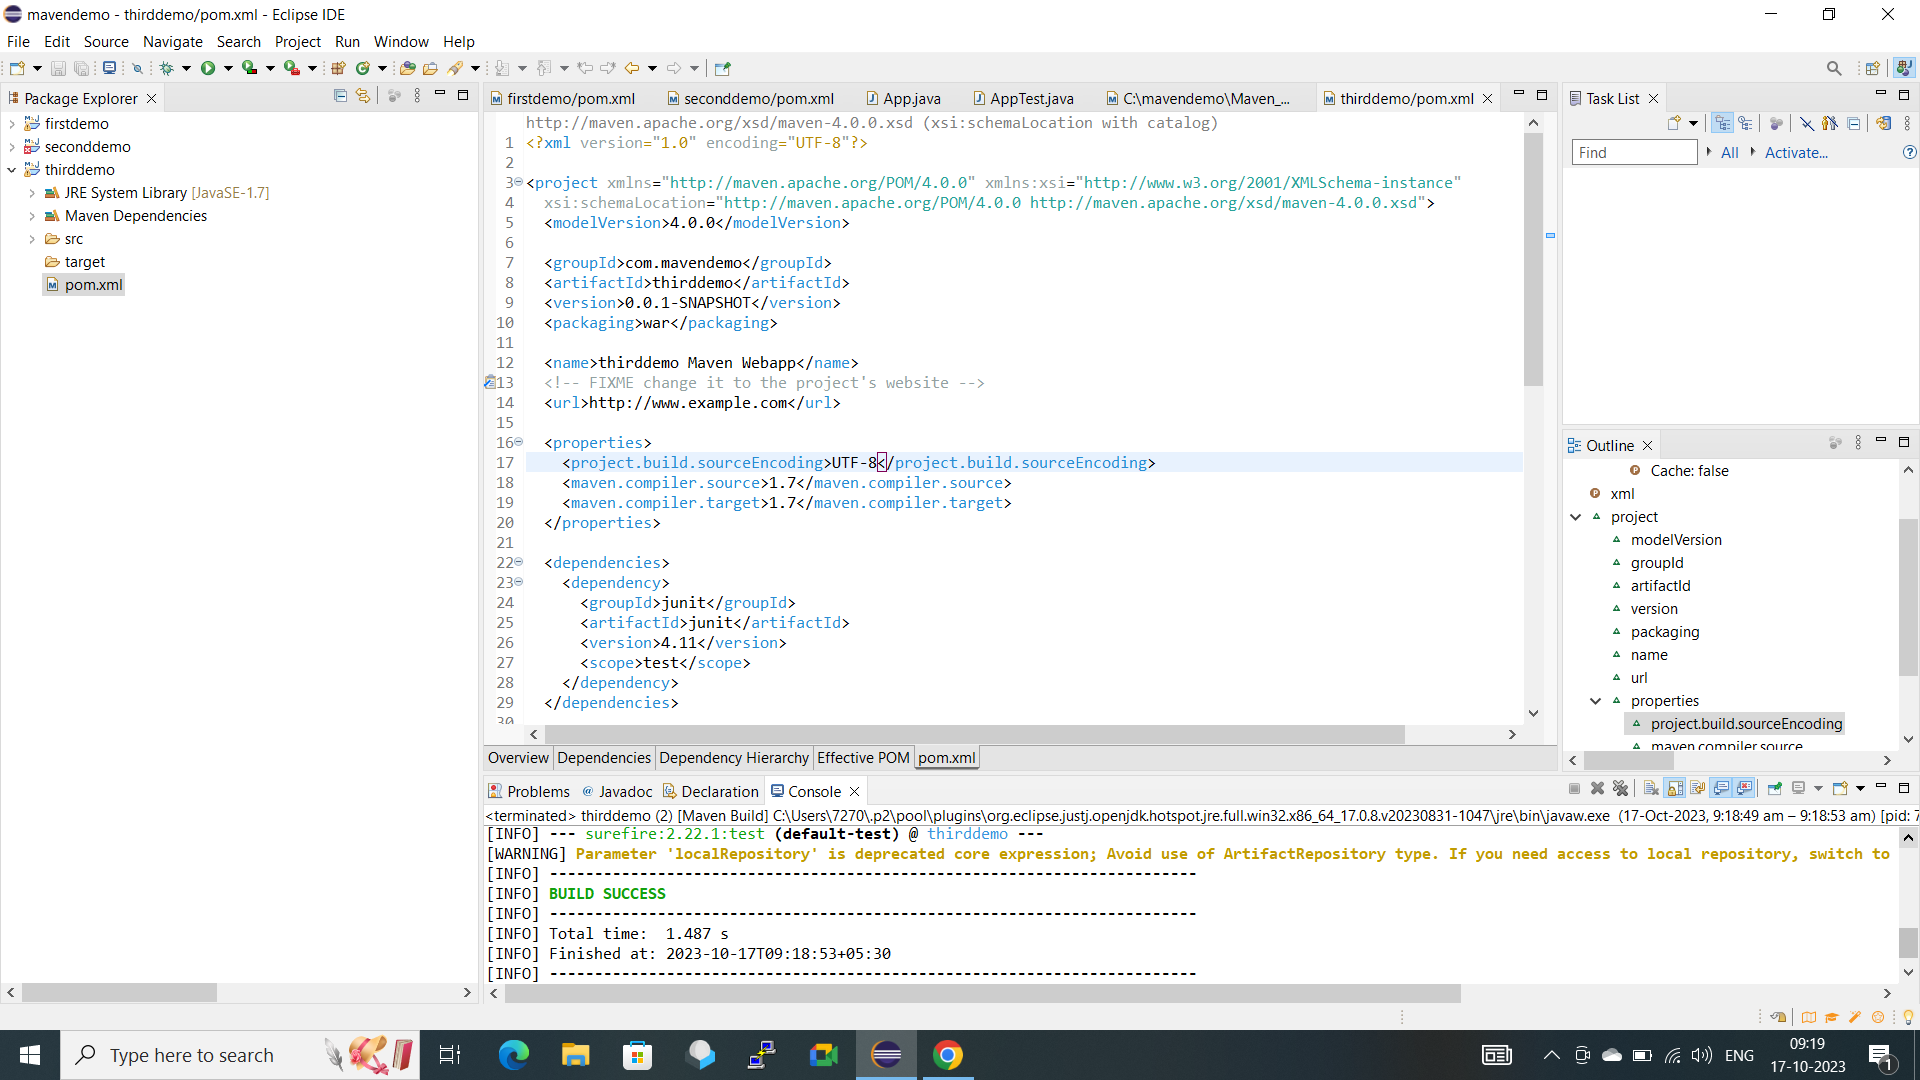 mavendemo - thirddemo/pom.xml - Eclipse IDE
File Edit Source Navigate Search Project Run Window Help
Package Explorer
firstdemo
seconddemo
thirddemo
JRE System Library [JavaSE-1.7]
Maven Dependencies
src
target
pom.xml
firstdemo/pom.xml seconddemo/pom.xml App.java AppTest.java C:\mavendemo\Maven_... thirddemo/pom.xml
http://maven.apache.org/xsd/maven-4.0.0.xsd (xsi:schemaLocation with catalog)
1 <?xml version="1.0" encoding="UTF-8"?>
2
3 <project xmlns="http://maven.apache.org/POM/4.0.0" xmlns:xsi="http://www.w3.org/2001/XMLSchema-instance"
4 xsi:schemaLocation="http://maven.apache.org/POM/4.0.0 http://maven.apache.org/xsd/maven-4.0.0.xsd">
5 <modelVersion>4.0.0</modelVersion>
6
7 <groupId>com.mavendemo</groupId>
8 <artifactId>thirddemo</artifactId>
9 <version>0.0.1-SNAPSHOT</version>
10 <packaging>war</packaging>
11
12 <name>thirddemo Maven Webapp</name>
13 <!-- FIXME change it to the project's website -->
14 <url>http://www.example.com</url>
15
16 <properties>
17 <project.build.sourceEncoding>UTF-8</project.build.sourceEncoding>
18 <maven.compiler.source>1.7</maven.compiler.source>
19 <maven.compiler.target>1.7</maven.compiler.target>
20 </properties>
21
22 <dependencies>
23 <dependency>
24 <groupId>junit</groupId>
25 <artifactId>junit</artifactId>
26 <version>4.11</version>
27 <scope>test</scope>
28 </dependency>
29 </dependencies>
30
Overview Dependencies Dependency Hierarchy Effective POM pom.xml
Task List
Find All Activate...
Outline
Cache: false
xml
project
modelVersion
groupId
artifactId
version
packaging
name
url
properties
project.build.sourceEncoding
maven.compiler.source
Problems Javadoc Declaration Console
<terminated> thirddemo (2) [Maven Build] C:\Users\7270\.p2\pool\plugins\org.eclipse.justj.openjdk.hotspot.jre.full.win32.x86_64_17.0.8.v20230831-1047\jre\bin\javaw.exe (17-Oct-2023, 9:18:49 am – 9:18:53 am) [pid: 7
[INFO] --- surefire:2.22.1:test (default-test) @ thirddemo ---
[WARNING] Parameter 'localRepository' is deprecated core expression; Avoid use of ArtifactRepository type. If you need access to local repository, switch to
[INFO] ------------------------------------------------------------------------
[INFO] BUILD SUCCESS
[INFO] ------------------------------------------------------------------------
[INFO] Total time:  1.487 s
[INFO] Finished at: 2023-10-17T09:18:53+05:30
[INFO] ------------------------------------------------------------------------
Type here to search
ENG
09:19
17-10-2023
1